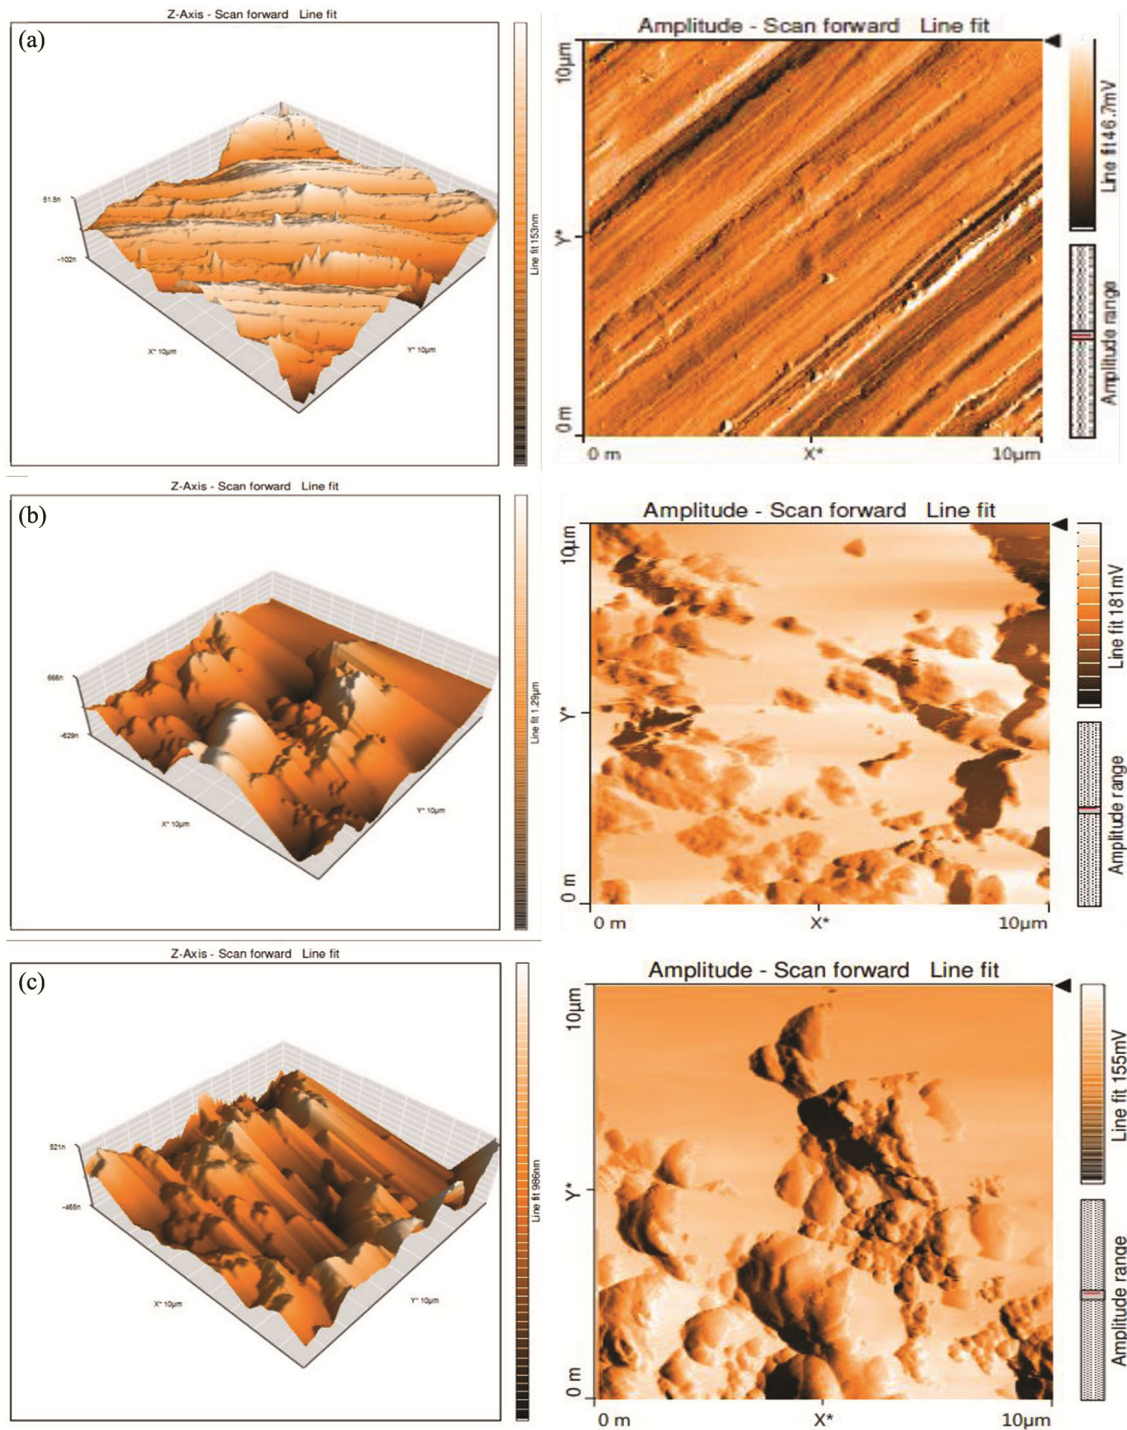 Z-Axis - Scan forward Line fit
(a)
51.5n
-102n
X* 10µm
Y* 10µm
Line fit 153nm
Amplitude - Scan forward Line fit
10µm
Y*
0 m
0 m
X*
10µm
Line fit 46.7mV
Amplitude range
Z-Axis - Scan forward Line fit
(b)
666n
-629n
X* 10µm
Y* 10µm
Line fit 1.29µm
Amplitude - Scan forward Line fit
10µm
Y*
0 m
0 m
X*
10µm
Line fit 181mV
Amplitude range
Z-Axis - Scan forward Line fit
(c)
521n
X* 10µm
Y* 10µm
Line fit 986nm
Amplitude - Scan forward Line fit
10µm
Y*
0 m
0 m
X*
10µm
Line fit 155mV
Amplitude range